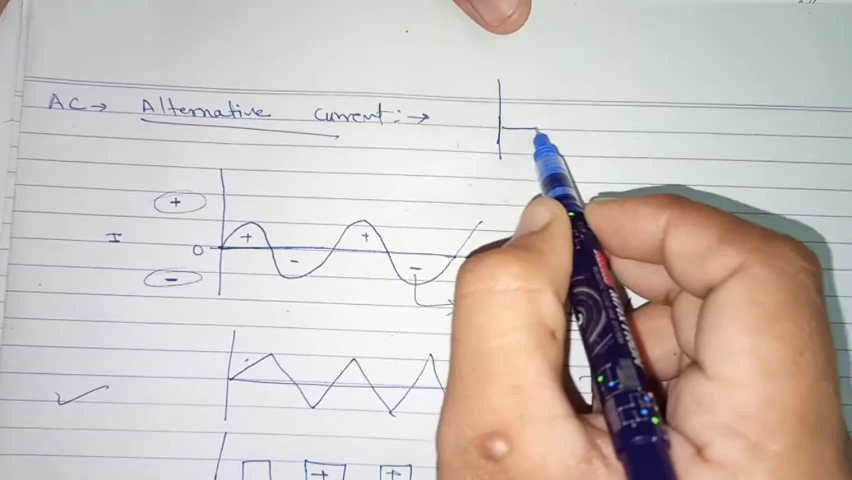 AC→ Alternative Current :→
+
I
0
+ - + -
-
+ +